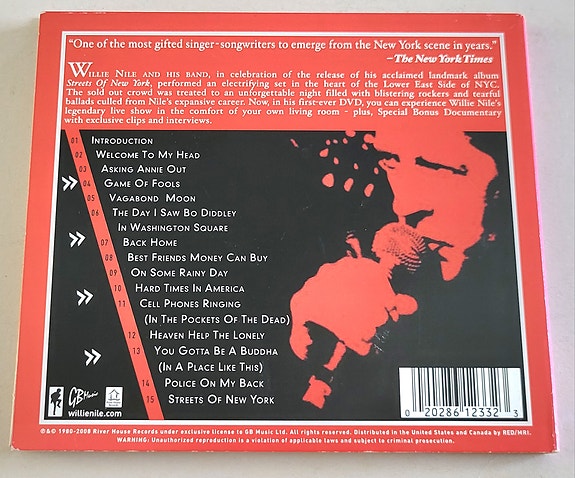 "One of the most gifted singer-songwriters to emerge from the New York scene in years."
—The New York Times
Willie Nile and his band, in celebration of the release of his acclaimed landmark album
Streets Of New York, performed an electrifying set in the heart of the Lower East Side of NYC.
The sold out crowd was treated to an unforgettable night filled with blistering rockers and tearful
ballads culled from Nile's expansive career. Now, in his first-ever DVD, you can experience Willie Nile's
legendary live show in the comfort of your own living room - plus, Special Bonus Documentary
with exclusive clips and interviews.
01 Introduction
02 Welcome To My Head
03 Asking Annie Out
04 Game Of Fools
05 Vagabond Moon
06 The Day I Saw Bo Diddley
In Washington Square
07 Back Home
08 Best Friends Money Can Buy
09 On Some Rainy Day
10 Hard Times In America
11 Cell Phones Ringing
(In The Pockets Of The Dead)
12 Heaven Help The Lonely
13 You Gotta Be A Buddha
(In A Place Like This)
14 Police On My Back
15 Streets Of New York
GB Music
willienile.com
0 20286 12332 3
℗&© 1980-2008 River House Records under exclusive license to GB Music Ltd. All rights reserved. Distributed in the United States and Canada by RED/MRI.
WARNING: Unauthorized reproduction is a violation of applicable laws and subject to criminal prosecution.